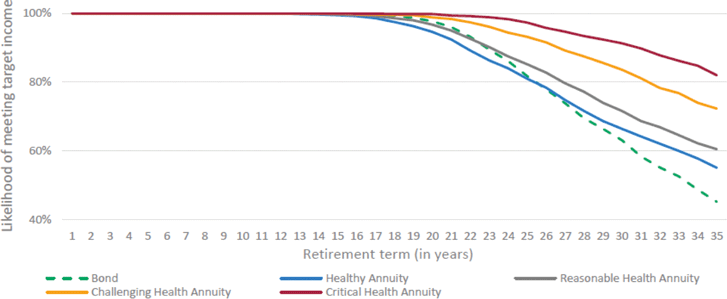 Likelihood of meeting target income
100%
80%
60%
40%
1 2 3 4 5 6 7 8 9 10 11 12 13 14 15 16 17 18 19 20 21 22 23 24 25 26 27 28 29 30 31 32 33 34 35
Retirement term (in years)
Bond Healthy Annuity Reasonable Health Annuity
Challenging Health Annuity Critical Health Annuity